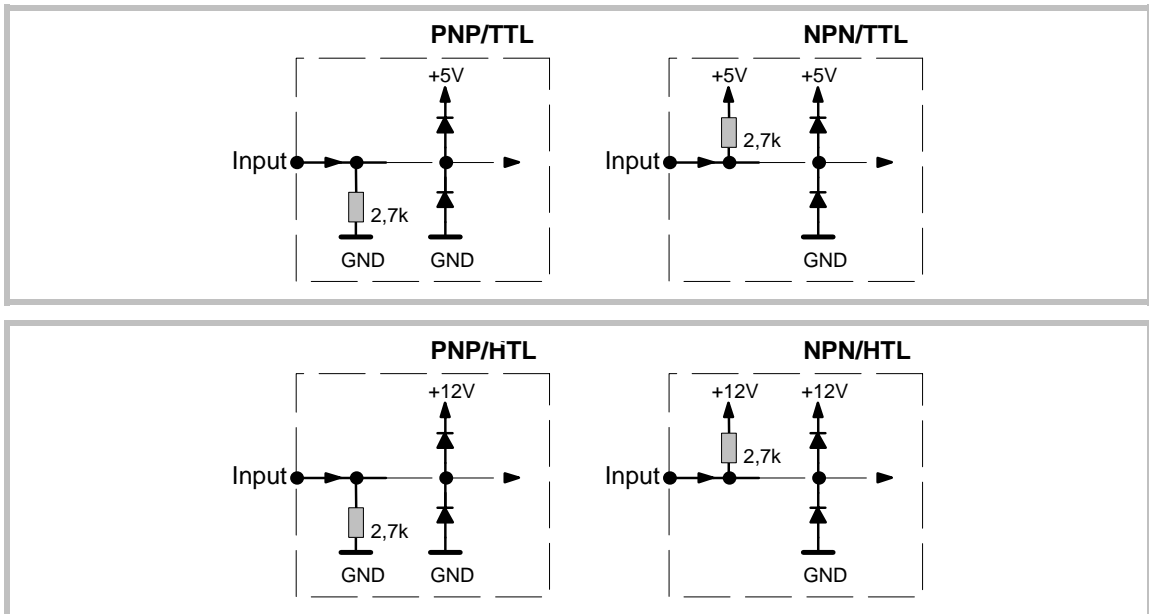 PNP/TTL
NPN/TTL
+5V
+5V
+5V
Input
2,7k
Input
2,7k
GND
GND
GND
PNP/HTL
NPN/HTL
+12V
+12V
+12V
Input
2,7k
Input
2,7k
GND
GND
GND